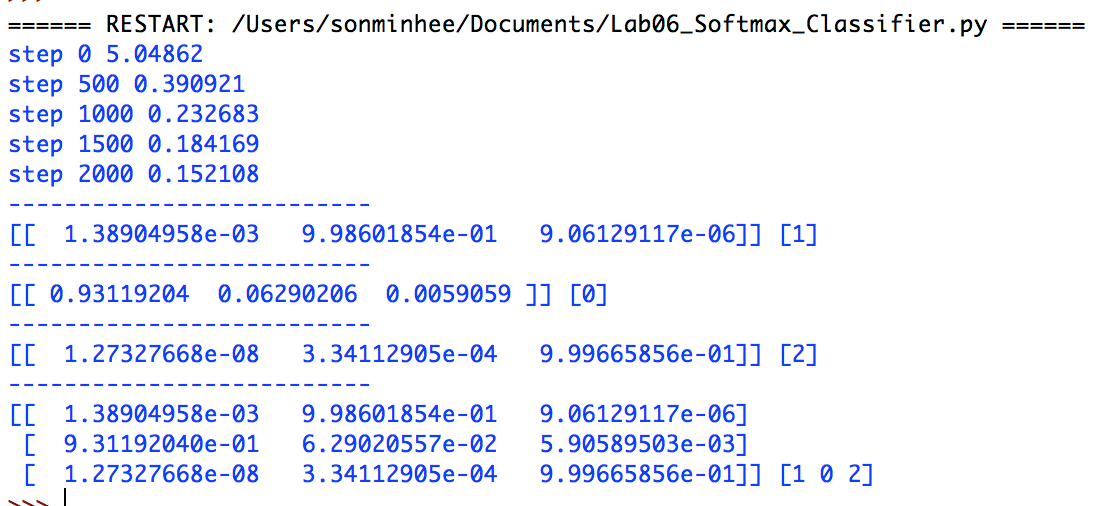 ====== RESTART: /Users/sonminhee/Documents/Lab06_Softmax_Classifier.py ======
step 0 5.04862
step 500 0.390921
step 1000 0.232683
step 1500 0.184169
step 2000 0.152108
--------------------------
[[  1.38904958e-03   9.98601854e-01   9.06129117e-06]] [1]
--------------------------
[[ 0.93119204  0.06290206  0.0059059 ]] [0]
--------------------------
[[  1.27327668e-08   3.34112905e-04   9.99665856e-01]] [2]
--------------------------
[[  1.38904958e-03   9.98601854e-01   9.06129117e-06]
 [  9.31192040e-01   6.29020557e-02   5.90589503e-03]
 [  1.27327668e-08   3.34112905e-04   9.99665856e-01]] [1 0 2]
>>>